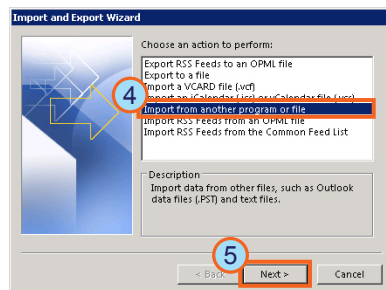 Import and Export Wizard
Choose an action to perform:
Export RSS Feeds to an OPML file
Export to a file
Import a VCARD file (.vcf)
Import an iCalendar (.ics) or vCalendar file (.vcs)
4
Import from another program or file
Import RSS Feeds from an OPML file
Import RSS Feeds from the Common Feed List
Description
Import data from other files, such as Outlook
data files (.PST) and text files.
5
< Back
Next >
Cancel